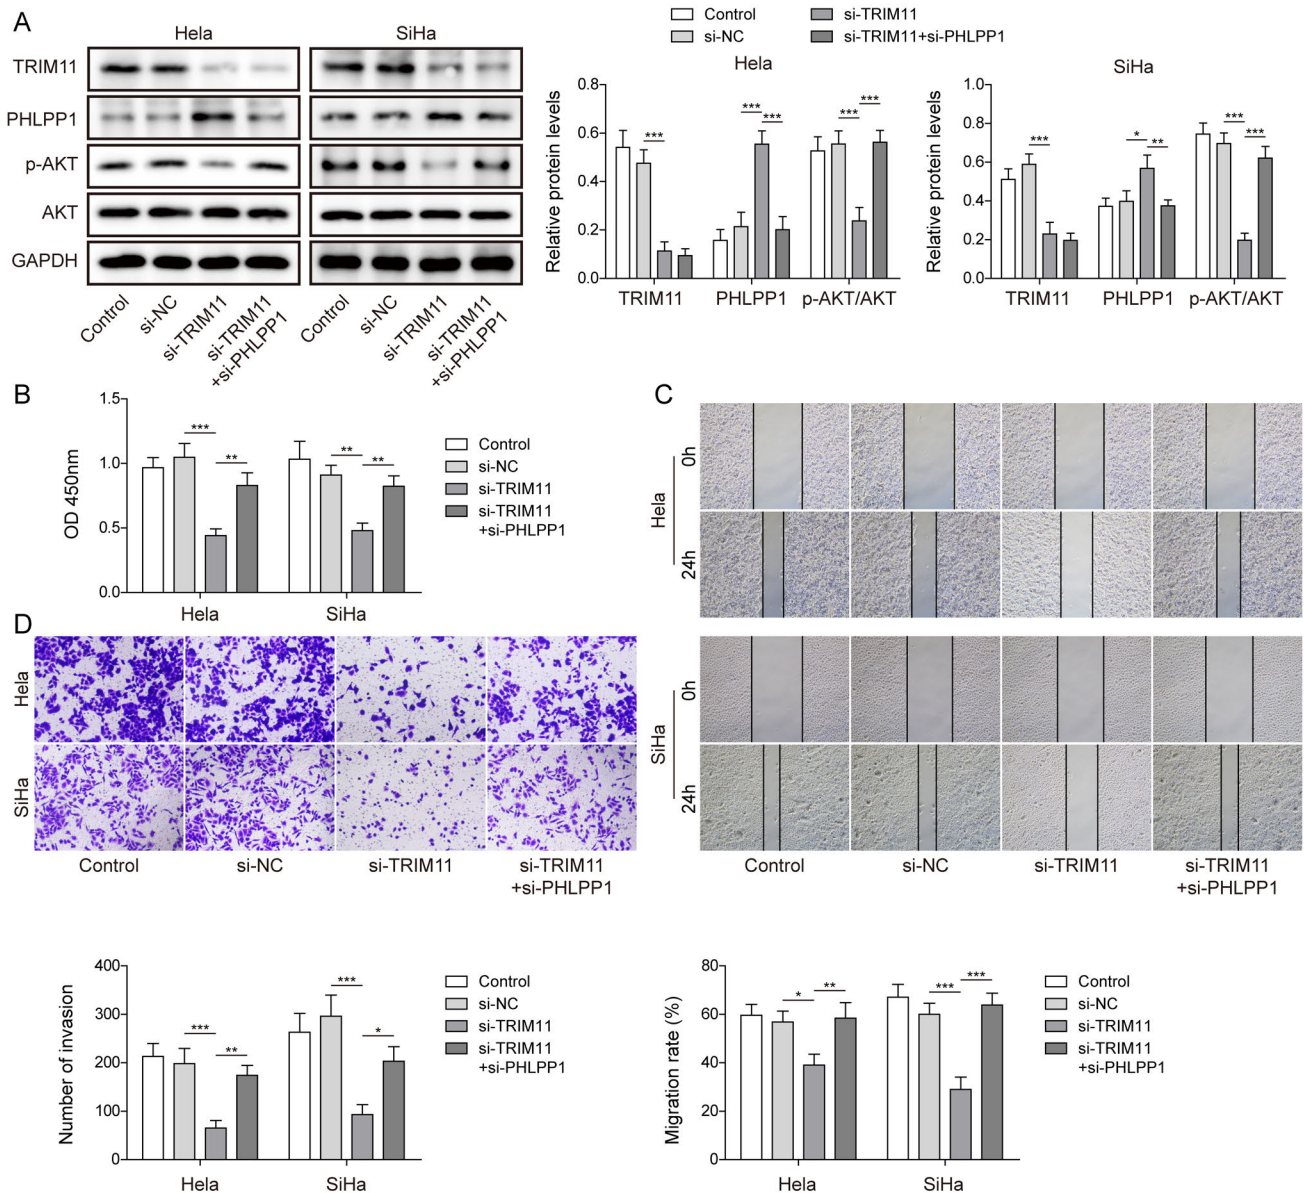 A
Hela
SiHa
TRIM11
PHLPP1
p-AKT
AKT
GAPDH
Control
si-NC
si-TRIM11
si-TRIM11
+si-PHLPP1
Control
si-NC
si-TRIM11
si-TRIM11
+si-PHLPP1
Control
si-NC
si-TRIM11
si-TRIM11+si-PHLPP1
Hela
Relative protein levels
0.8
0.6
0.4
0.2
0.0
***
***
***
***
***
TRIM11
PHLPP1
p-AKT/AKT
SiHa
Relative protein levels
1.0
0.8
0.6
0.4
0.2
0.0
***
*
**
***
***
TRIM11
PHLPP1
p-AKT/AKT
B
OD 450nm
1.5
1.0
0.5
0.0
***
**
**
**
Hela
SiHa
Control
si-NC
si-TRIM11
si-TRIM11
+si-PHLPP1
C
Hela
0h
24h
SiHa
0h
24h
Control
si-NC
si-TRIM11
si-TRIM11
+si-PHLPP1
D
Hela
SiHa
Control
si-NC
si-TRIM11
si-TRIM11
+si-PHLPP1
Number of invasion
400
300
200
100
0
***
**
***
*
Hela
SiHa
Control
si-NC
si-TRIM11
si-TRIM11
+si-PHLPP1
Migration rate (%)
80
60
40
20
0
*
**
***
***
Hela
SiHa
Control
si-NC
si-TRIM11
si-TRIM11
+si-PHLPP1